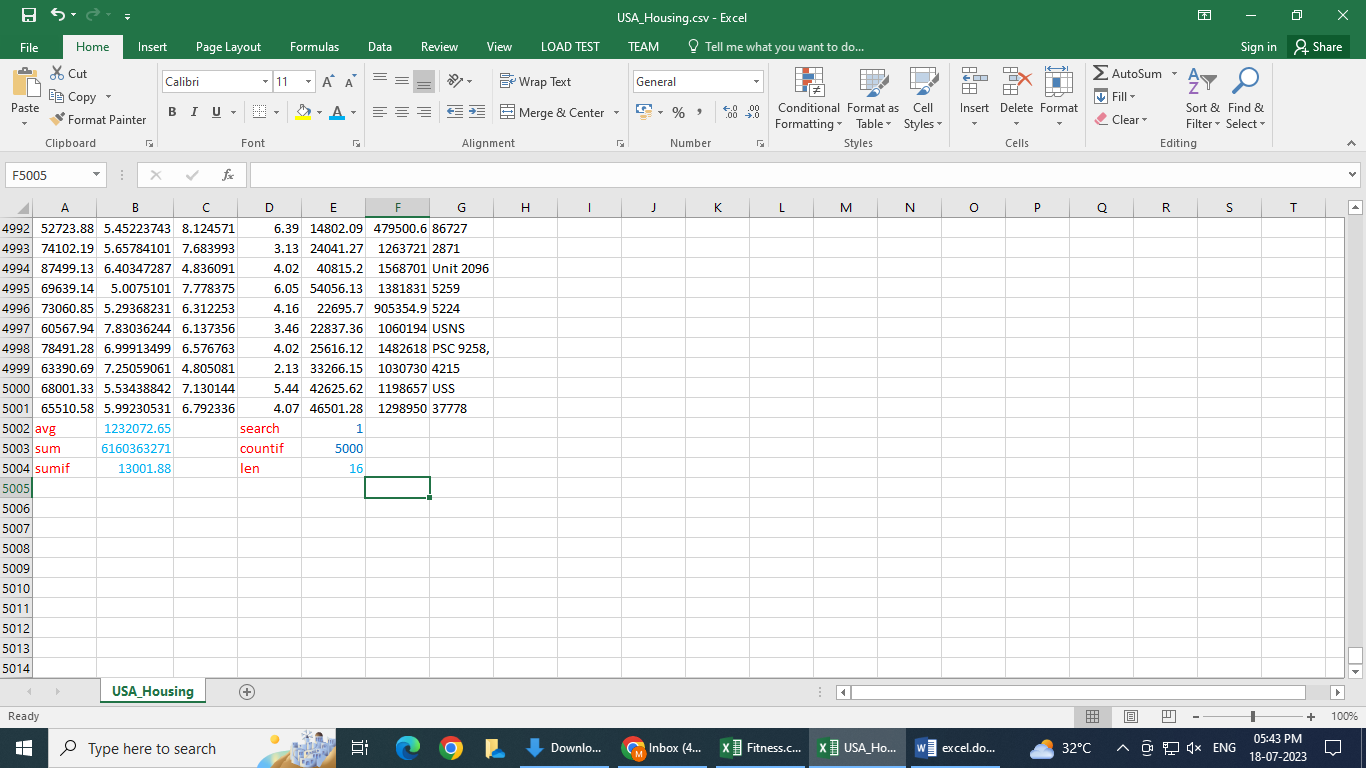 USA_Housing.csv - Excel
File Home Insert Page Layout Formulas Data Review View LOAD TEST TEAM Tell me what you want to do... Sign in Share
Paste
Cut
Copy
Format Painter
Clipboard
Calibri 11
B I U
Font
Wrap Text
Merge & Center
Alignment
General
Number
Conditional Formatting
Format as Table
Cell Styles
Styles
Insert Delete Format
Cells
AutoSum
Fill
Clear
Sort & Filter
Find & Select
Editing
F5005 fx
A B C D E F G H I J K L M N O P Q R S T
4992 52723.88 5.45223743 8.124571 6.39 14802.09 479500.6 86727
4993 74102.19 5.65784101 7.683993 3.13 24041.27 1263721 2871
4994 87499.13 6.40347287 4.836091 4.02 40815.2 1568701 Unit 2096
4995 69639.14 5.0075101 7.778375 6.05 54056.13 1381831 5259
4996 73060.85 5.29368231 6.312253 4.16 22695.7 905354.9 5224
4997 60567.94 7.83036244 6.137356 3.46 22837.36 1060194 USNS
4998 78491.28 6.99913499 6.576763 4.02 25616.12 1482618 PSC 9258,
4999 63390.69 7.25059061 4.805081 2.13 33266.15 1030730 4215
5000 68001.33 5.53438842 7.130144 5.44 42625.62 1198657 USS
5001 65510.58 5.99230531 6.792336 4.07 46501.28 1298950 37778
5002 avg 1232072.65 search 1
5003 sum 6160363271 countif 5000
5004 sumif 13001.88 len 16
5005
5006
5007
5008
5009
5010
5011
5012
5013
5014
USA_Housing
Ready 100%
Type here to search Downlo... Inbox (4... Fitness.c... USA_Ho... excel.do... 32°C ENG 05:43 PM
18-07-2023